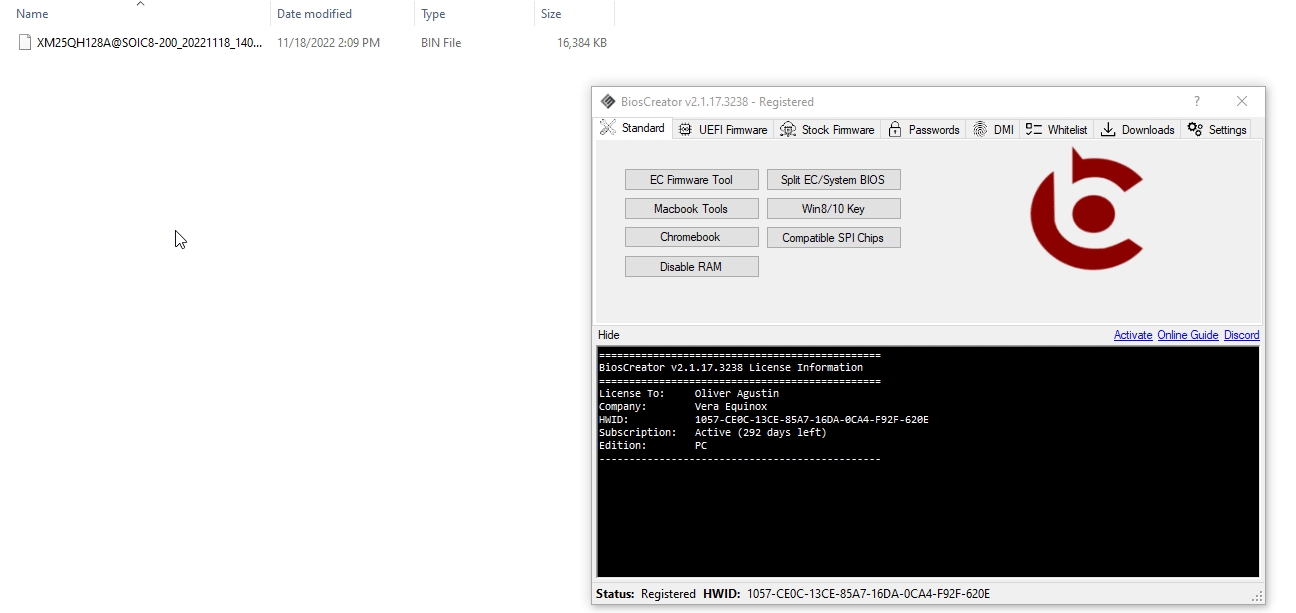 Name Date modified Type Size
XM25QH128A@SOIC8-200_20221118_140... 11/18/2022 2:09 PM BIN File 16,384 KB
BiosCreator v2.1.17.3238 - Registered ?
Standard UEFI Firmware Stock Firmware Passwords DMI Whitelist Downloads Settings
EC Firmware Tool Split EC/System BIOS
Macbook Tools Win8/10 Key
Chromebook Compatible SPI Chips
Disable RAM
Hide Activate Online Guide Discord
===============================================
BiosCreator v2.1.17.3238 License Information
===============================================
License To: Oliver Agustin
Company: Vera Equinox
HWID: 1057-CE0C-13CE-85A7-16DA-0CA4-F92F-620E
Subscription: Active (292 days left)
Edition: PC
-----------------------------------------------
Status: Registered HWID: 1057-CE0C-13CE-85A7-16DA-0CA4-F92F-620E